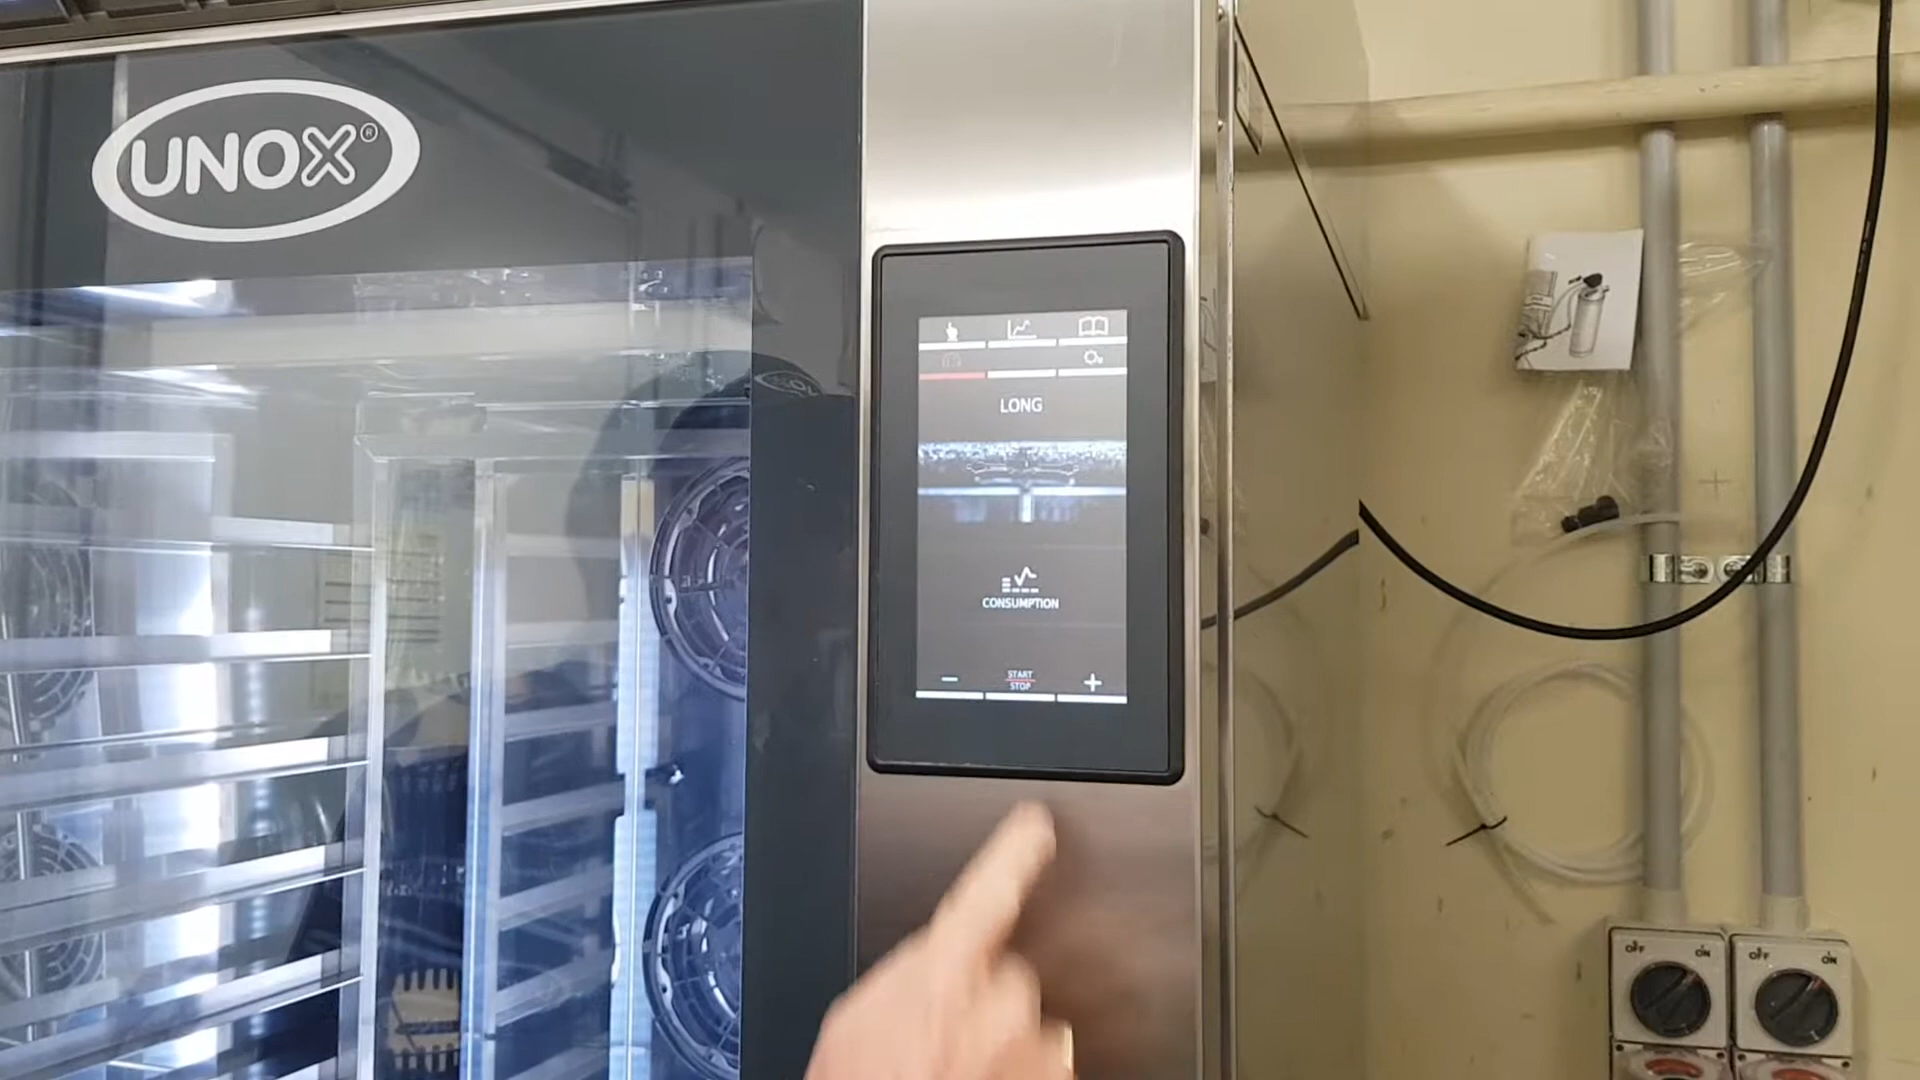 UNOX®
LONG
CONSUMPTION
START
STOP
OFF
ON
OFF
ON